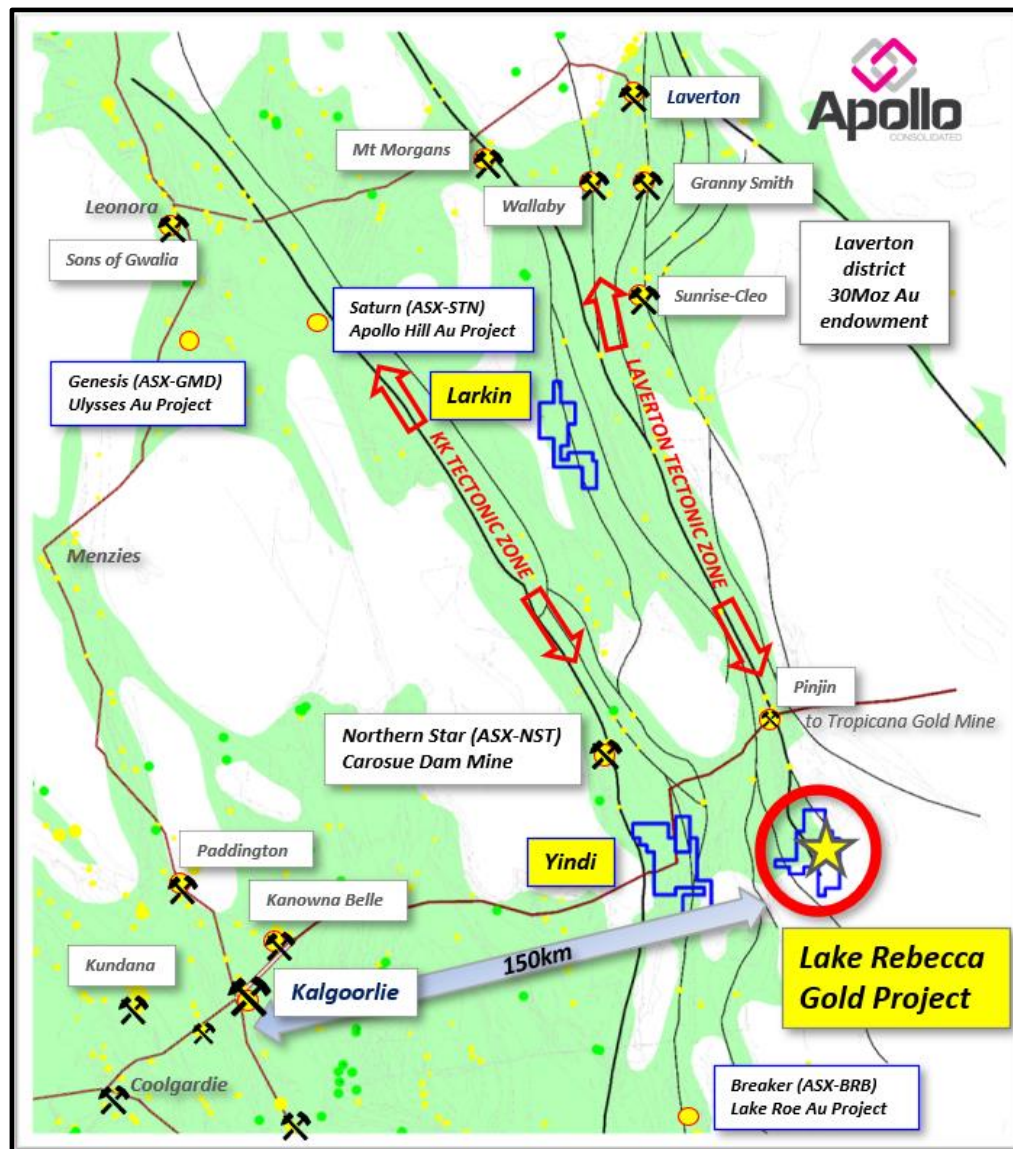 Apollo
CONSOLIDATED
Laverton
Mt Morgans
Granny Smith
Wallaby
Leonora
Sons of Gwalia
Laverton
district
30Moz Au
endowment
Sunrise-Cleo
Saturn (ASX-STN)
Apollo Hill Au Project
Genesis (ASX-GMD)
Ulysses Au Project
Larkin
KK TECTONIC ZONE
LAVERTON TECTONIC ZONE
Menzies
Pinjin
to Tropicana Gold Mine
Northern Star (ASX-NST)
Carosue Dam Mine
Paddington
Yindi
Kanowna Belle
150km
Kundana
Kalgoorlie
Lake Rebecca
Gold Project
Coolgardie
Breaker (ASX-BRB)
Lake Roe Au Project